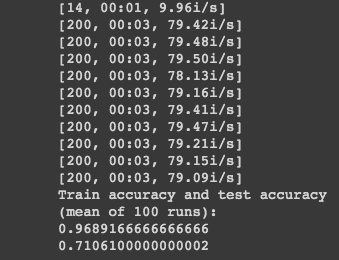 [14, 00:01, 9.96i/s]
[200, 00:03, 79.42i/s]
[200, 00:03, 79.48i/s]
[200, 00:03, 79.50i/s]
[200, 00:03, 78.13i/s]
[200, 00:03, 79.16i/s]
[200, 00:03, 79.41i/s]
[200, 00:03, 79.47i/s]
[200, 00:03, 79.21i/s]
[200, 00:03, 79.15i/s]
[200, 00:03, 79.09i/s]
Train accuracy and test accuracy
(mean of 100 runs):
0.9689166666666666
0.7106100000000002